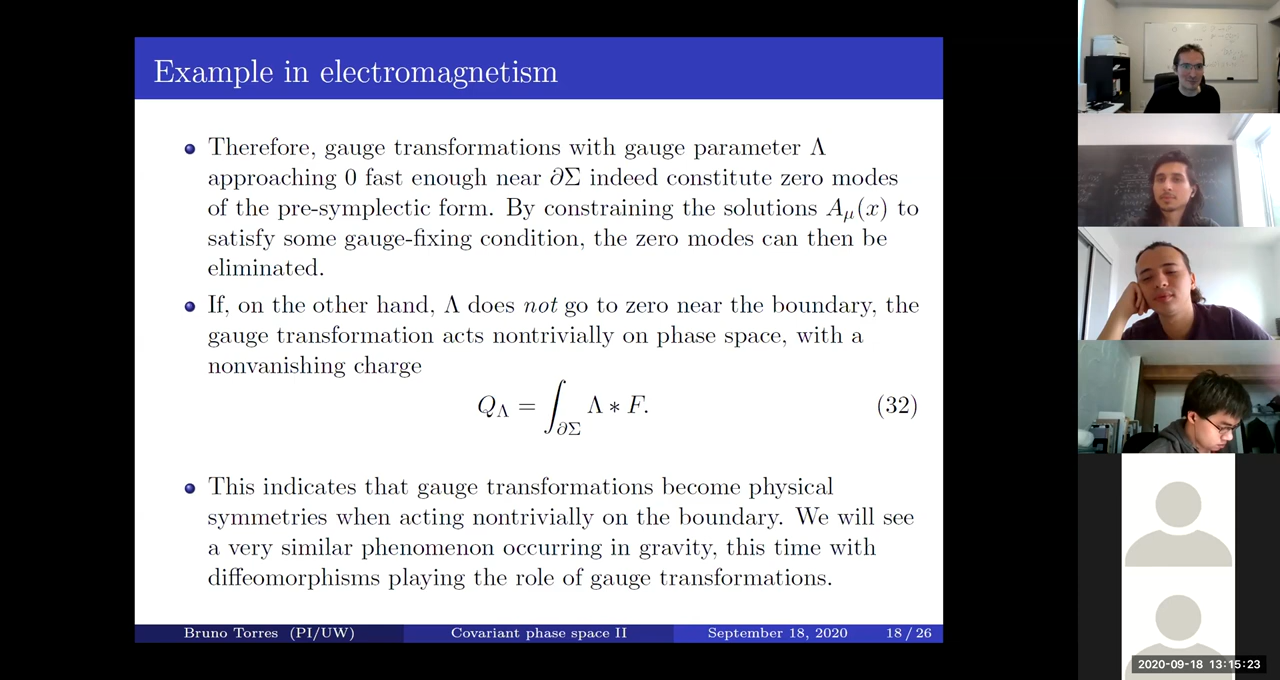 Example in electromagnetism
Therefore, gauge transformations with gauge parameter Λ
approaching 0 fast enough near ∂Σ indeed constitute zero modes
of the pre-symplectic form. By constraining the solutions Aμ(x) to
satisfy some gauge-fixing condition, the zero modes can then be
eliminated.
If, on the other hand, Λ does not go to zero near the boundary, the
gauge transformation acts nontrivially on phase space, with a
nonvanishing charge
Q_Λ = ∫_∂Σ Λ ∗ F. (32)
This indicates that gauge transformations become physical
symmetries when acting nontrivially on the boundary. We will see
a very similar phenomenon occurring in gravity, this time with
diffeomorphisms playing the role of gauge transformations.
Bruno Torres (PI/UW) Covariant phase space II September 18, 2020 18 / 26
2020-09-18 13:15:23